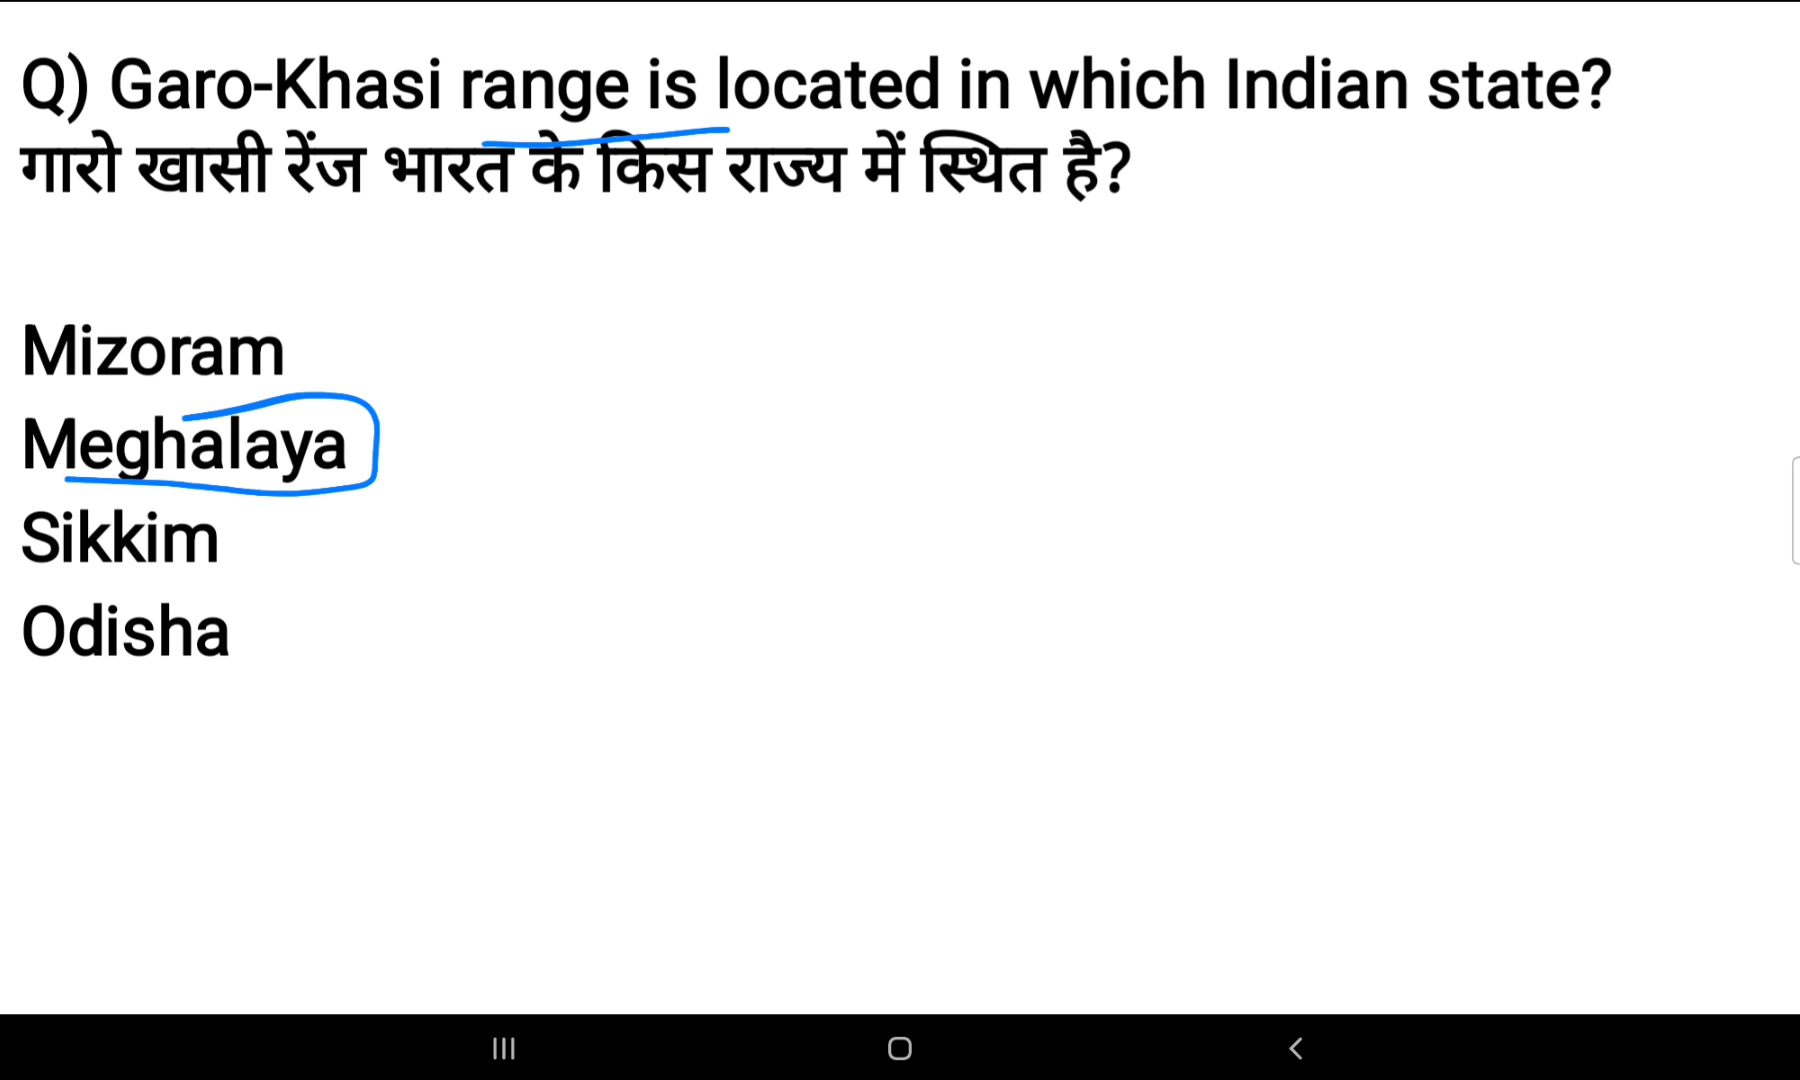 Q) Garo-Khasi range is located in which Indian state?
गारो खासी रेंज भारत के किस राज्य में स्थित है?
Mizoram
Meghalaya
Sikkim
Odisha